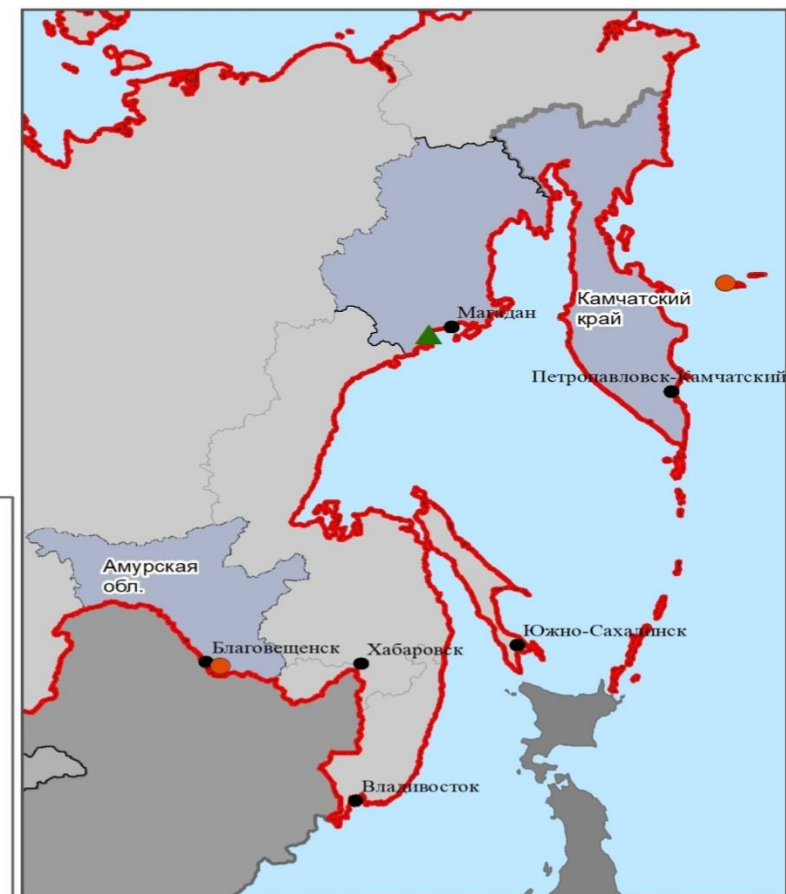 Магадан
Камчатский
край
Петропавловск-Камчатский
Амурская
обл.
Южно-Сахалинск
Благовещенск
Хабаровск
Владивосток